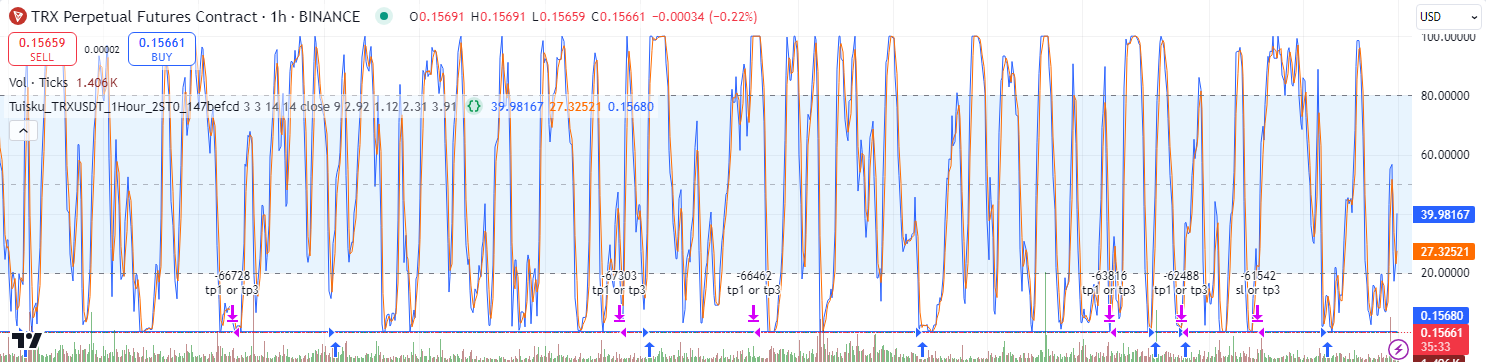 TRX Perpetual Futures Contract · 1h · BINANCE O0.15691 H0.15691 L0.15659 C0.15661 −0.00034 (−0.22%)
USD
0.15659 SELL
0.00002
0.15661 BUY
100.00000
Vol · Ticks 1.406 K
80.00000
Tuisku_TRXUSDT_1Hour_2ST0_147befcd 3 3 14 14 close 9 2.92 1.12 2.31 3.91 {} 39.98167 27.32521 0.15680
60.00000
39.98167
27.32521
20.00000
-66728
tp1 or tp3
-67303
tp1 or tp3
-66462
tp1 or tp3
-63816
tp1 or tp3
-62488
tp1 or tp3
-61542
sl or tp3
0.15680
0.15661
35:33
1.406 K